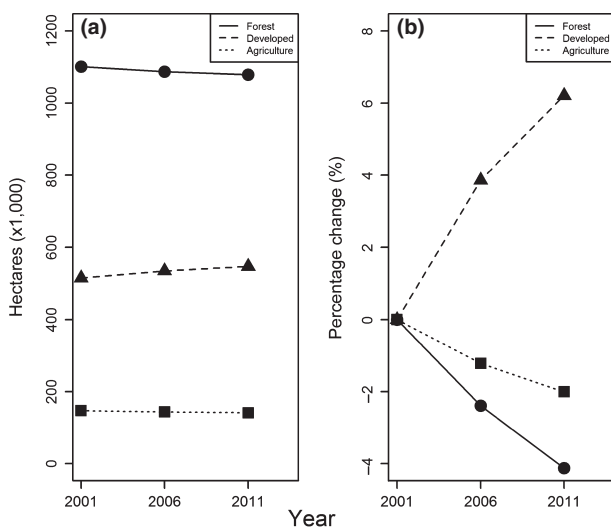 (a)
Forest
Developed
Agriculture
Hectares (x1,000)
1200
1000
800
600
400
200
0
2001 2006 2011
(b)
Forest
Developed
Agriculture
Percentage change (%)
8
6
4
2
0
−2
−4
2001 2006 2011
Year